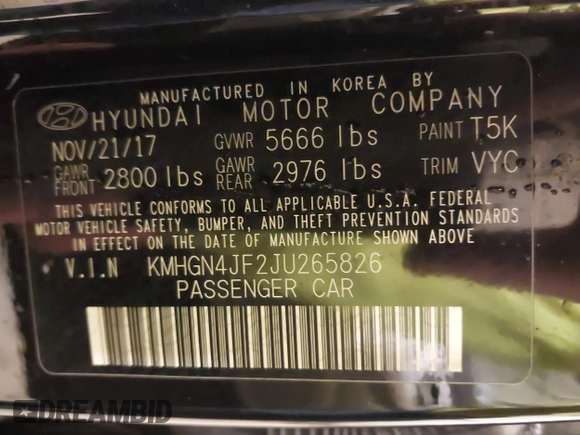 MANUFACTURED IN KOREA BY
HYUNDAI MOTOR COMPANY
NOV/21/17 GVWR 5666 lbs PAINT T5K
GAWR FRONT 2800 lbs GAWR REAR 2976 lbs TRIM VYC
THIS VEHICLE CONFORMS TO ALL APPLICABLE U.S.A. FEDERAL
MOTOR VEHICLE SAFETY, BUMPER, AND THEFT PREVENTION STANDARDS
IN EFFECT ON THE DATE OF MANUFACTURE SHOWN ABOVE
V.I.N KMHGN4JF2JU265826
PASSENGER CAR
DREAMBID